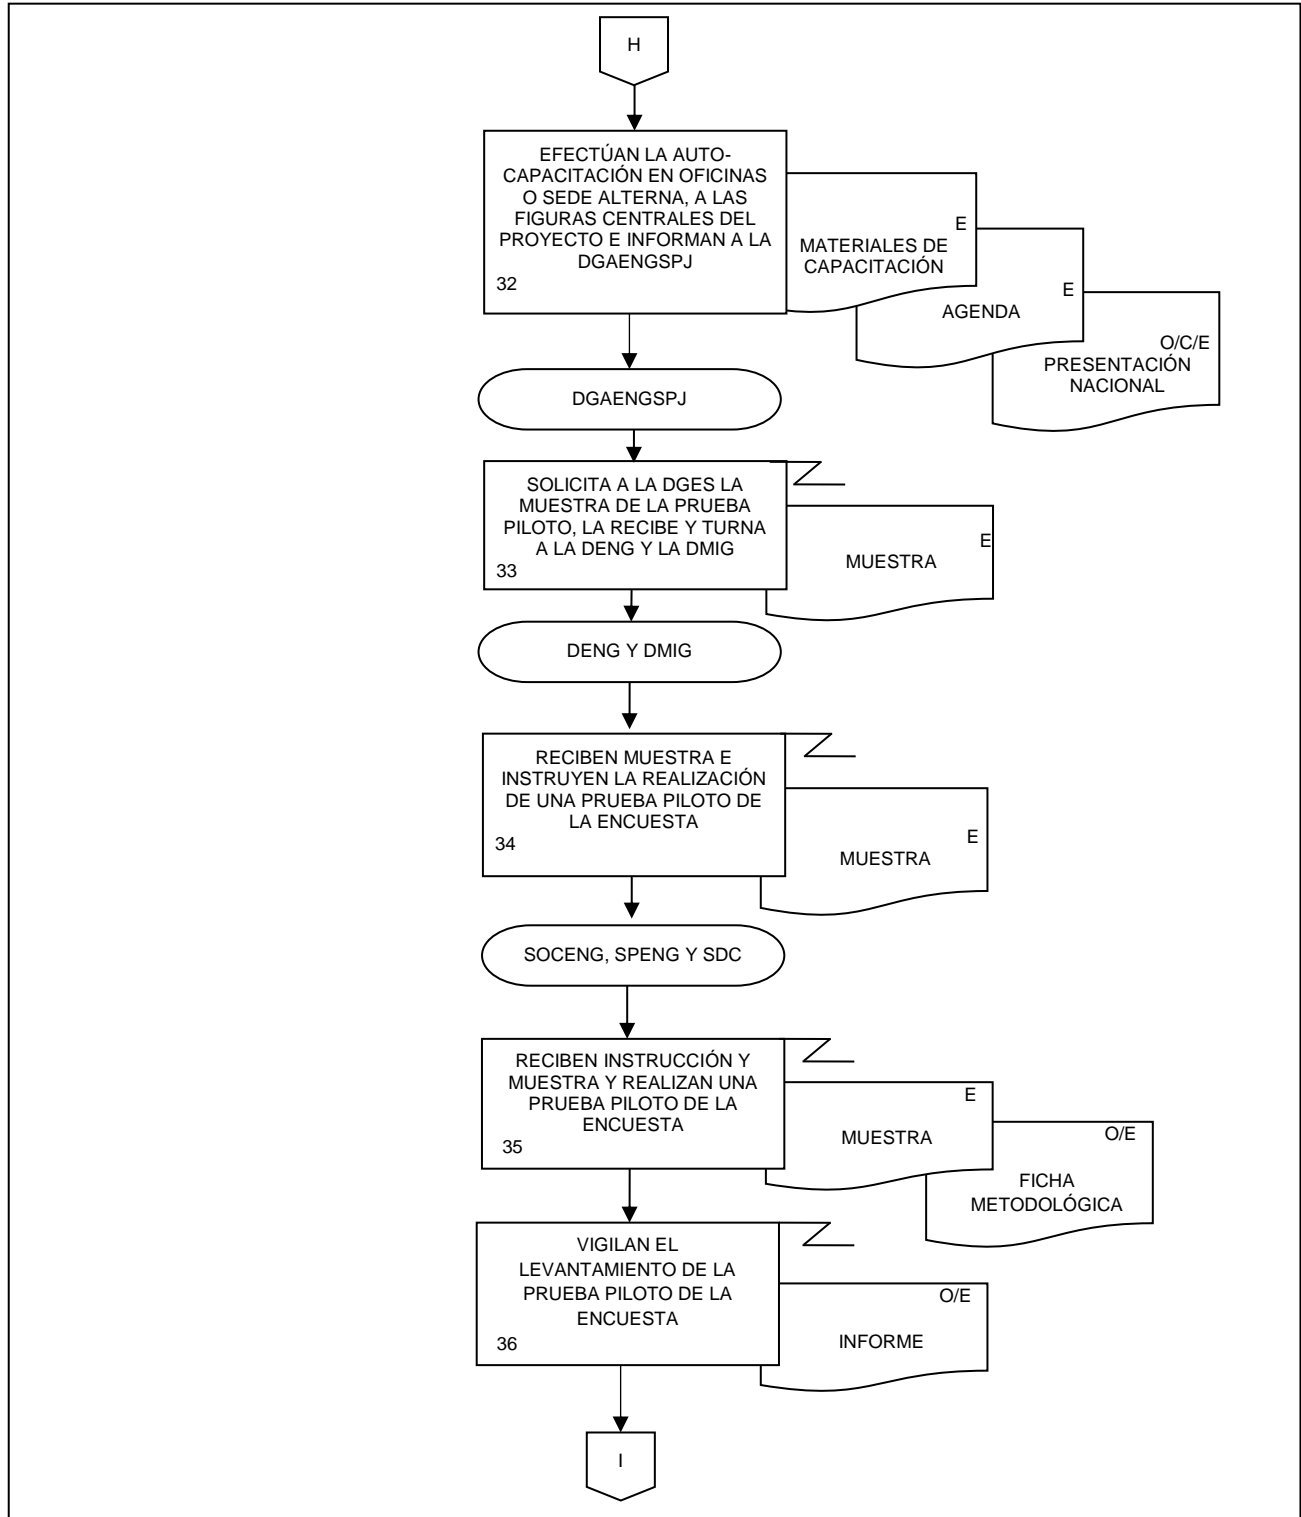 H
EFECTÚAN LA AUTO-
CAPACITACIÓN EN OFICINAS
O SEDE ALTERNA, A LAS
FIGURAS CENTRALES DEL
PROYECTO E INFORMAN A LA
DGAENGSPJ
32
E
MATERIALES DE
CAPACITACIÓN
E
AGENDA
O/C/E
PRESENTACIÓN
NACIONAL
DGAENGSPJ
SOLICITA A LA DGES LA
MUESTRA DE LA PRUEBA
PILOTO, LA RECIBE Y TURNA
A LA DENG Y LA DMIG
33
E
MUESTRA
DENG Y DMIG
RECIBEN MUESTRA E
INSTRUYEN LA REALIZACIÓN
DE UNA PRUEBA PILOTO DE
LA ENCUESTA
34
E
MUESTRA
SOCENG, SPENG Y SDC
RECIBEN INSTRUCCIÓN Y
MUESTRA Y REALIZAN UNA
PRUEBA PILOTO DE LA
ENCUESTA
35
E
MUESTRA
O/E
FICHA
METODOLÓGICA
VIGILAN EL
LEVANTAMIENTO DE LA
PRUEBA PILOTO DE LA
ENCUESTA
36
O/E
INFORME
I